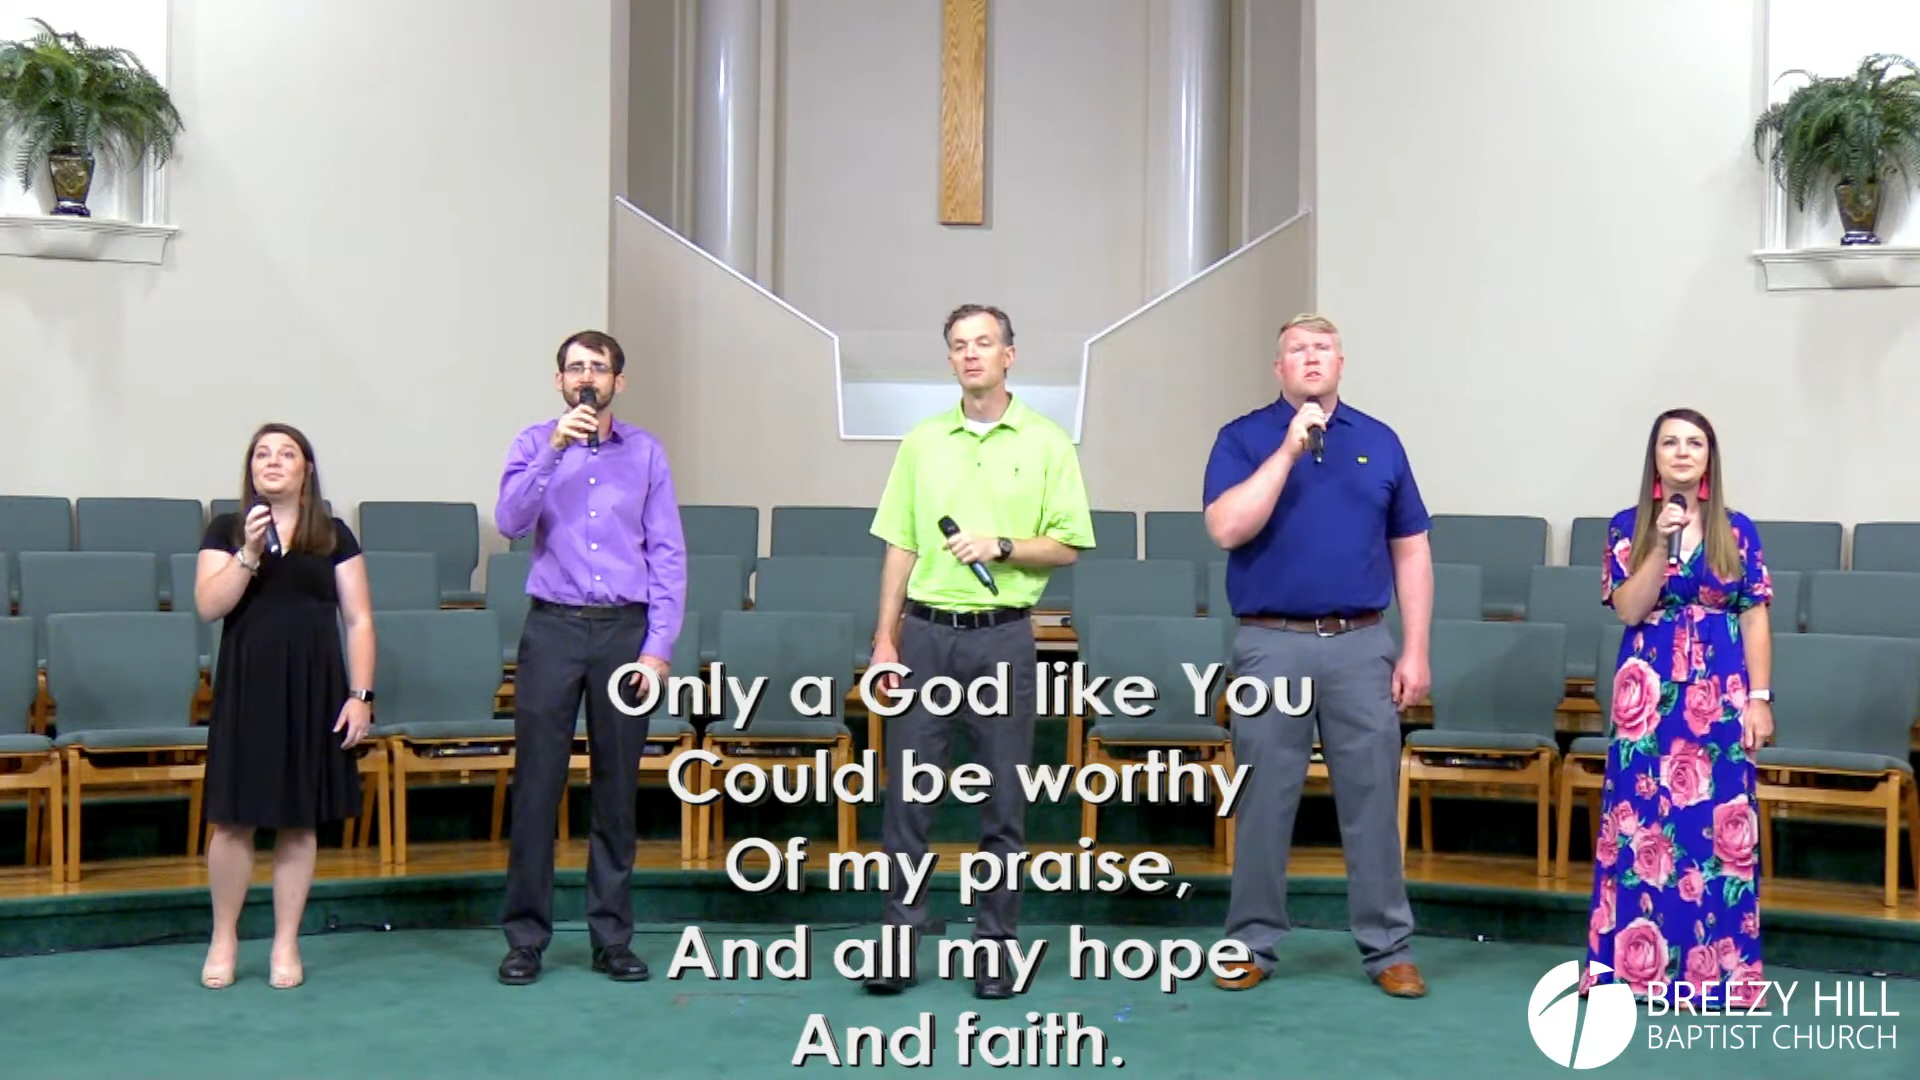 Only a God like You
Could be worthy
Of my praise,
And all my hope
And faith.
BREEZY HILL
BAPTIST CHURCH